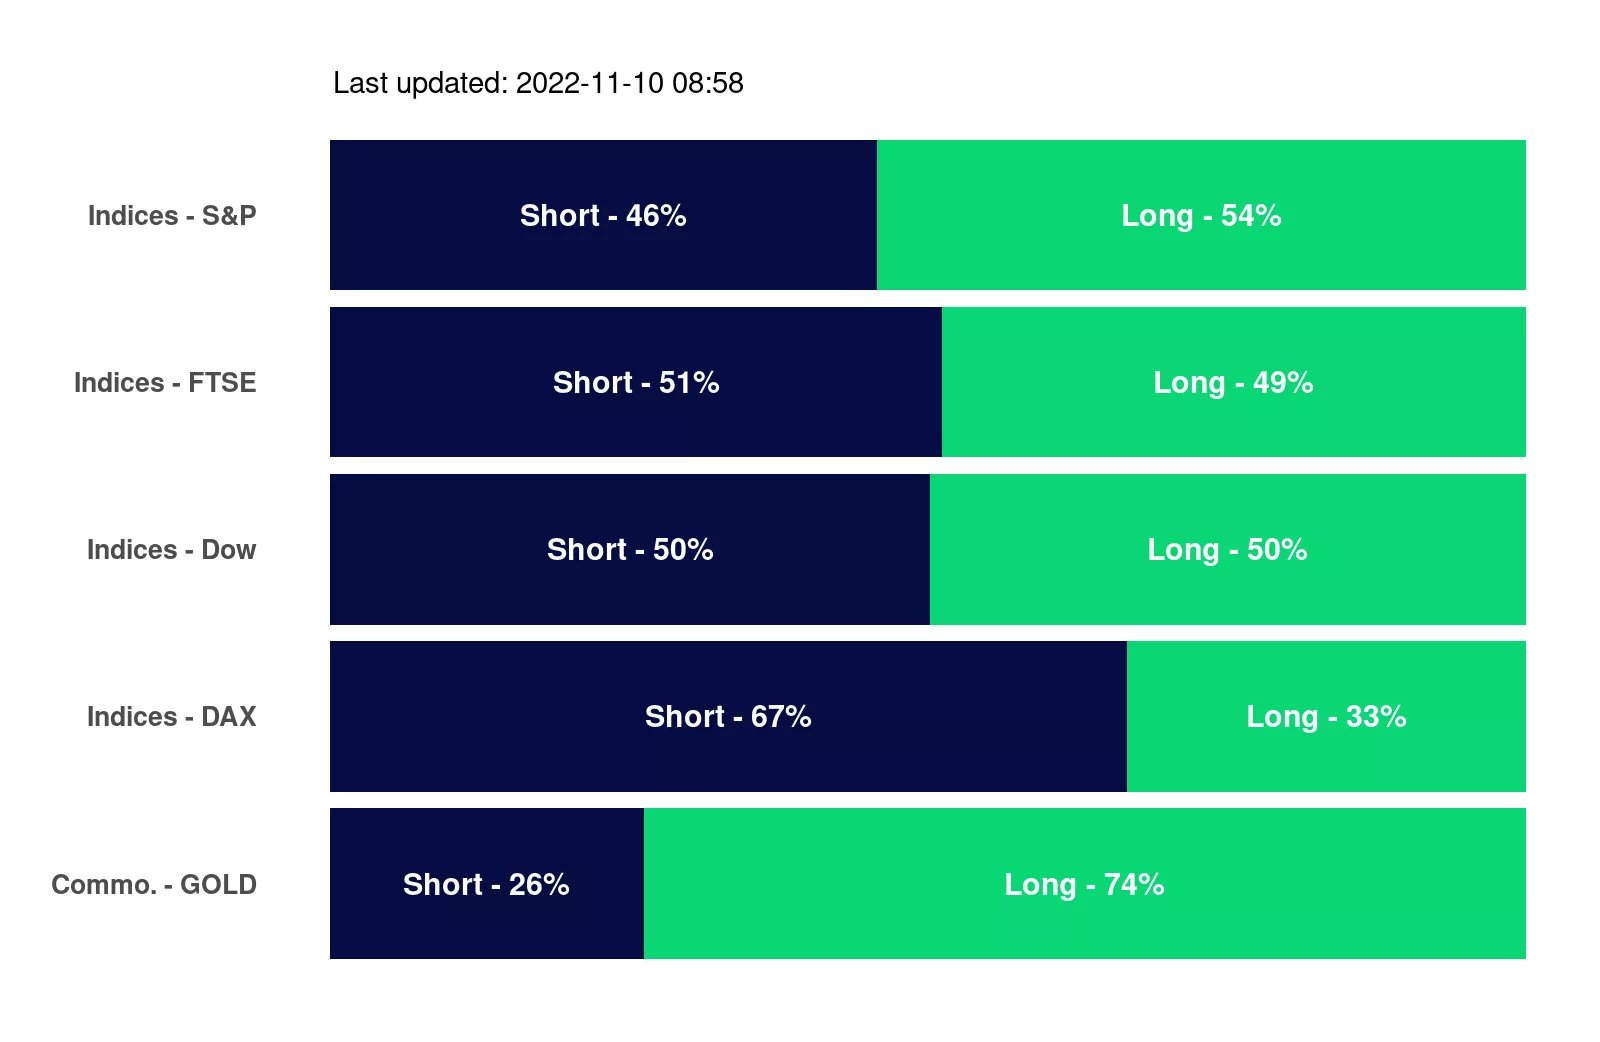 Last updated: 2022-11-10 08:58
Indices - S&P Short - 46% Long - 54%
Indices - FTSE Short - 51% Long - 49%
Indices - Dow Short - 50% Long - 50%
Indices - DAX Short - 67% Long - 33%
Commo. - GOLD Short - 26% Long - 74%